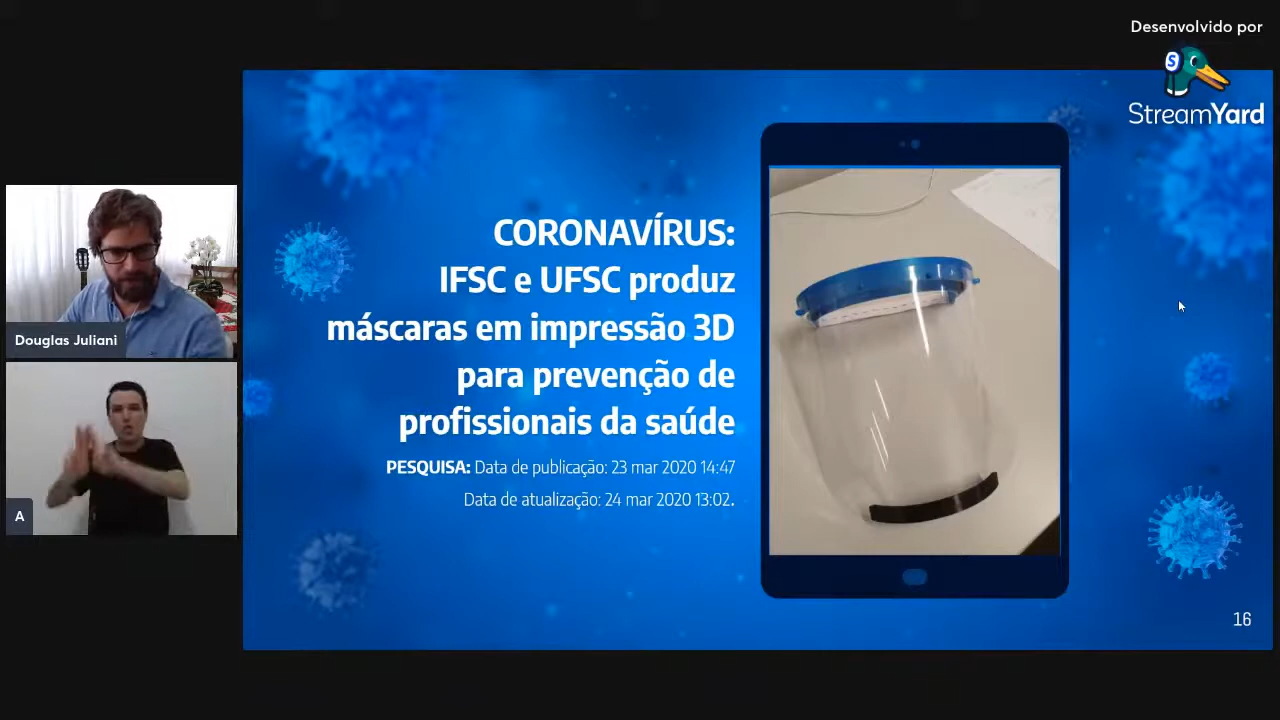 Desenvolvido por
S
StreamYard
CORONAVÍRUS:
IFSC e UFSC produz
máscaras em impressão 3D
para prevenção de
profissionais da saúde
PESQUISA: Data de publicação: 23 mar 2020 14:47
Data de atualização: 24 mar 2020 13:02.
Douglas Juliani
A
16